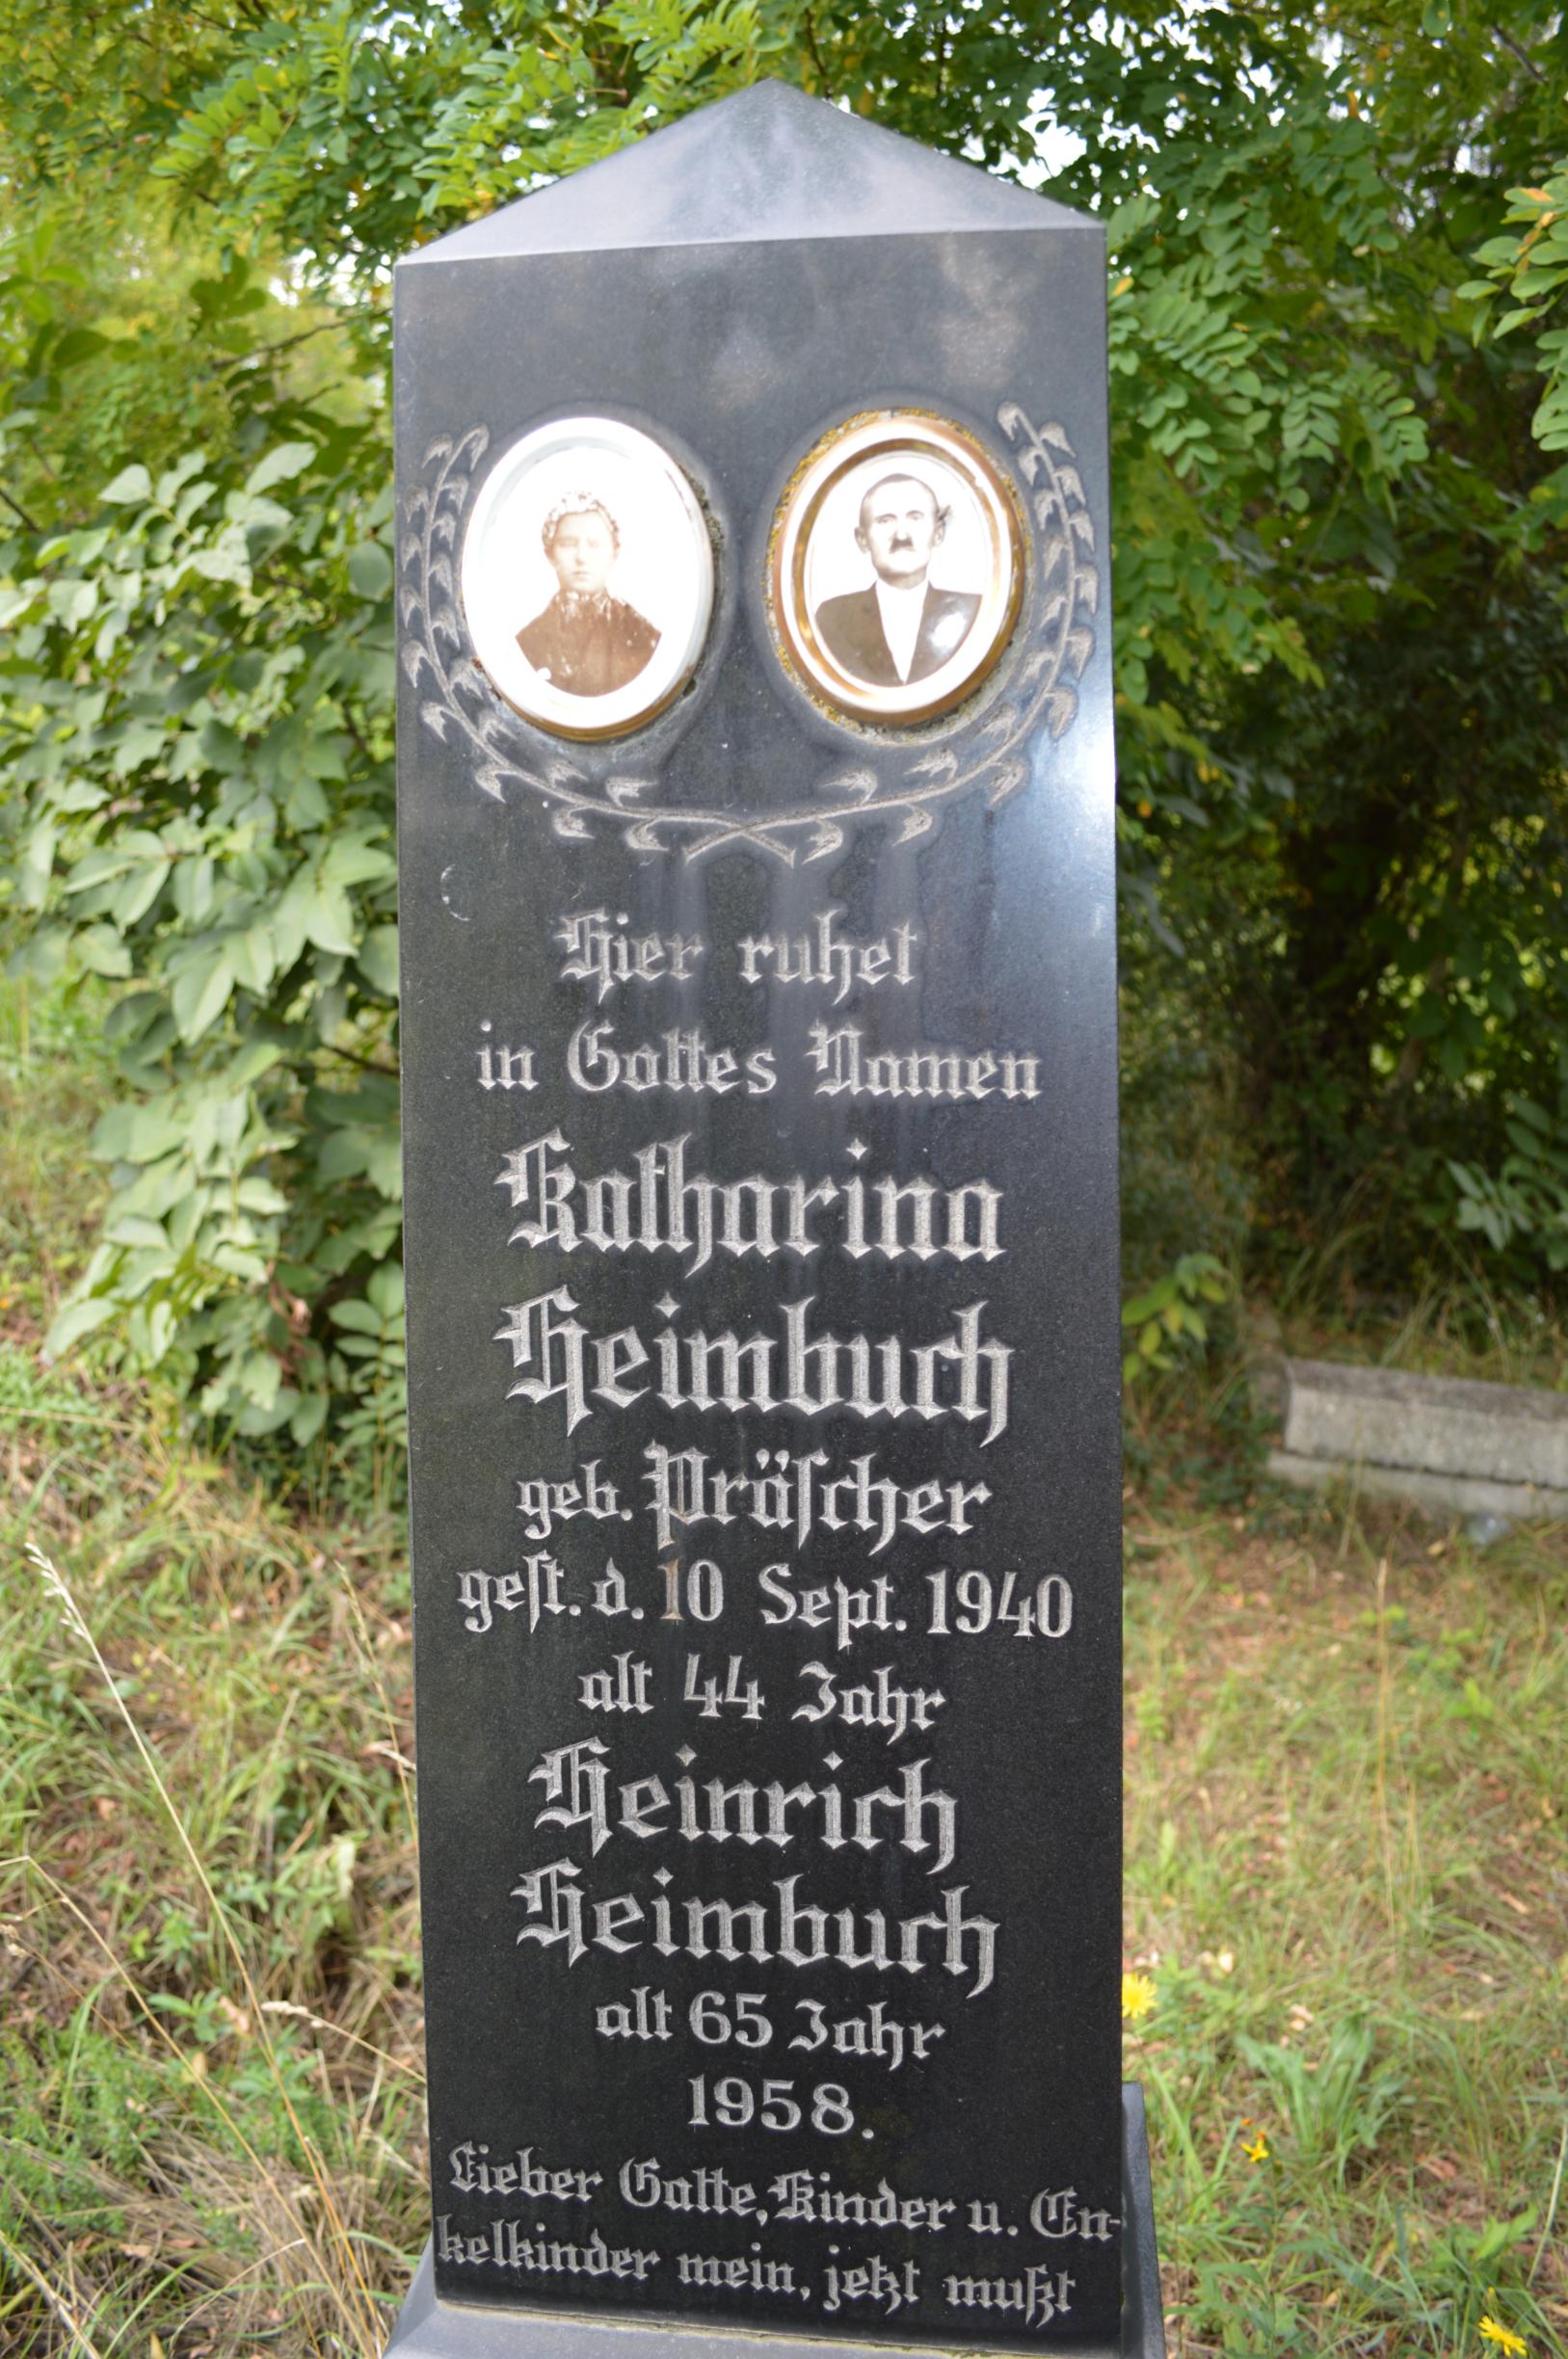 Hier ruhet
in Gottes Namen
Katharina
Heimbuch
geb. Präſcher
geſt. d. 10 Sept. 1940
alt 44 Jahr
Heinrich
Heimbuch
alt 65 Jahr
1958.
Lieber Gatte, Kinder u. En-
kelkinder mein, jetzt mußt